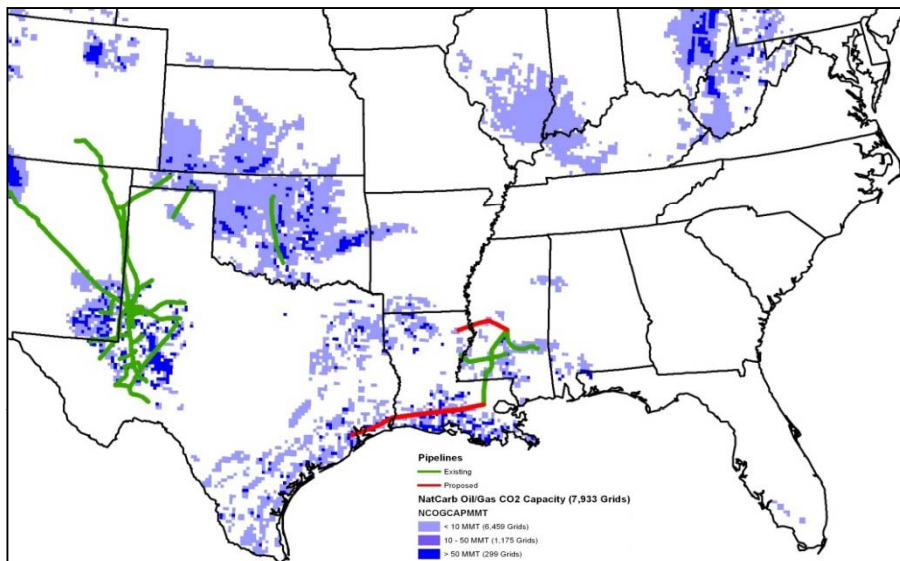 Pipelines
Existing
Proposed
NatCarb Oil/Gas CO2 Capacity (7,933 Grids)
NCOGCAPMMT
< 10 MMT (6,459 Grids)
10 - 50 MMT (1,175 Grids)
> 50 MMT (299 Grids)